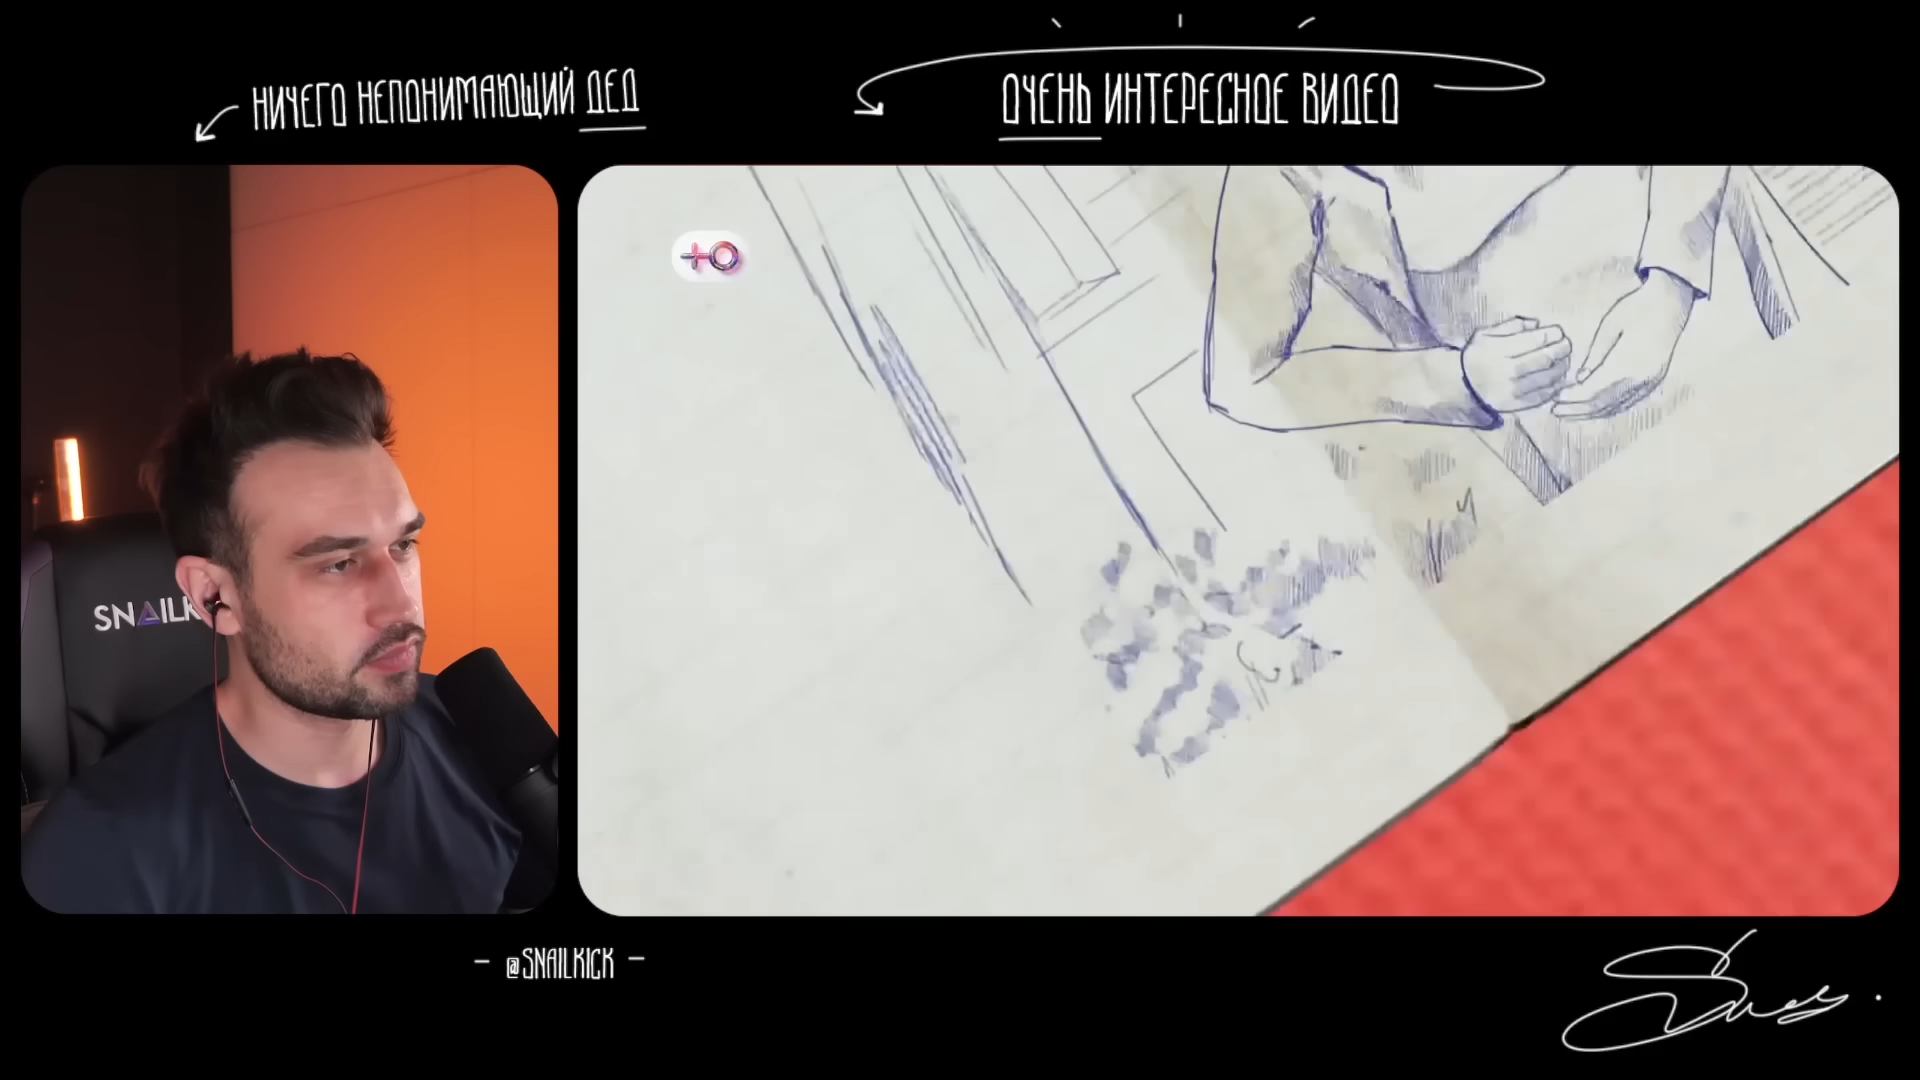 НИЧЕГО НЕПОНИМАЮЩИЙ ДЕД
ОЧЕНЬ ИНТЕРЕСНОЕ ВИДЕО
Ю
SNAILK
- @SNAILKICK -